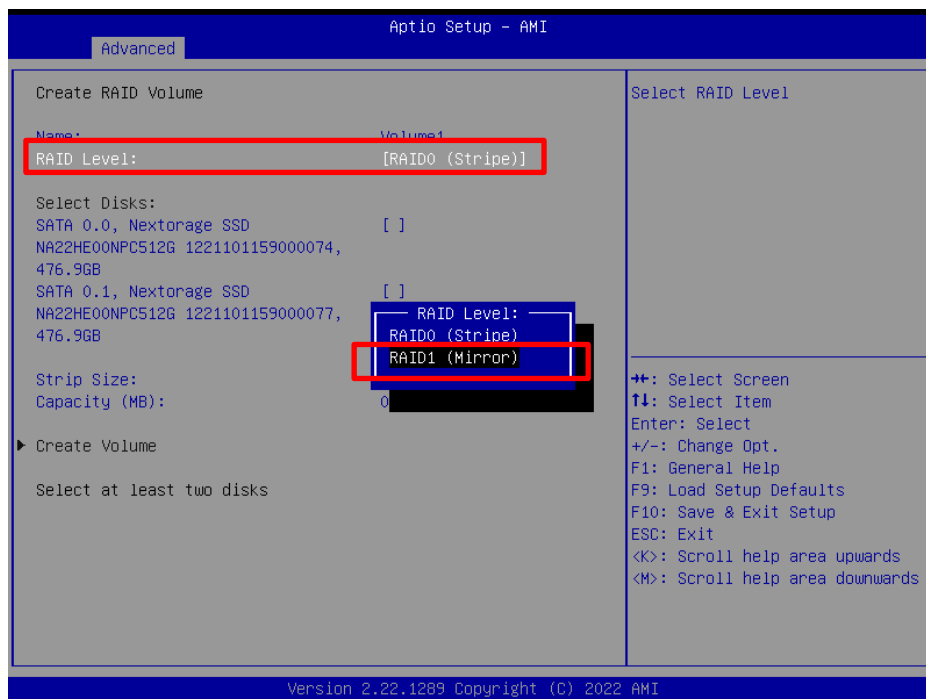 Aptio Setup – AMI
Advanced
Create RAID Volume
Name: Volume1
RAID Level: [RAID0 (Stripe)]
Select Disks:
SATA 0.0, Nextorage SSD [ ]
NA22HE00NPC512G 1221101159000074,
476.9GB
SATA 0.1, Nextorage SSD [ ]
NA22HE00NPC512G 1221101159000077,
476.9GB
Strip Size:
Capacity (MB): 0
Create Volume
Select at least two disks
RAID Level:
RAID0 (Stripe)
RAID1 (Mirror)
Select RAID Level
→←: Select Screen
↑↓: Select Item
Enter: Select
+/-: Change Opt.
F1: General Help
F9: Load Setup Defaults
F10: Save & Exit Setup
ESC: Exit
<K>: Scroll help area upwards
<M>: Scroll help area downwards
Version 2.22.1289 Copyright (C) 2022 AMI